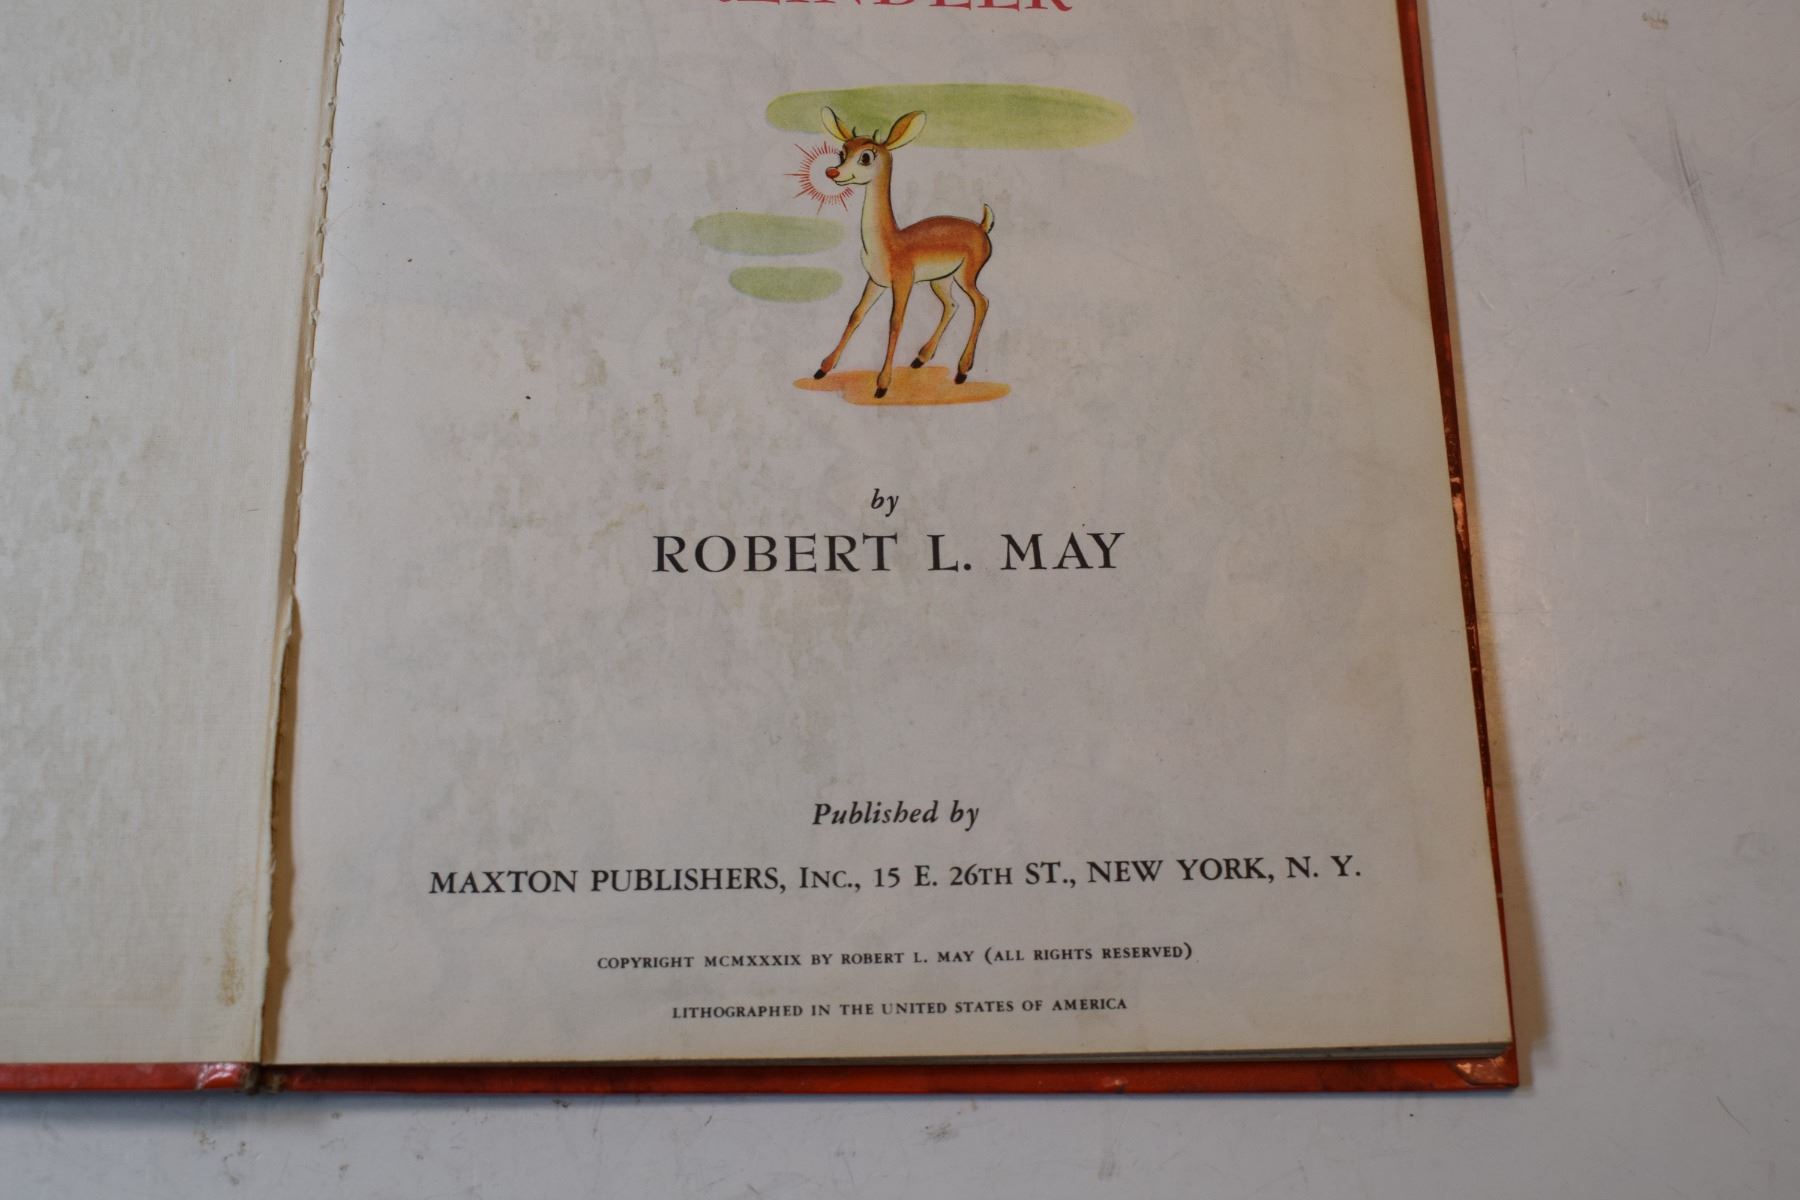 REINDEER
by
ROBERT L. MAY
Published by
MAXTON PUBLISHERS, INC., 15 E. 26TH ST., NEW YORK, N. Y.
COPYRIGHT MCMXXXIX BY ROBERT L. MAY (ALL RIGHTS RESERVED)
LITHOGRAPHED IN THE UNITED STATES OF AMERICA